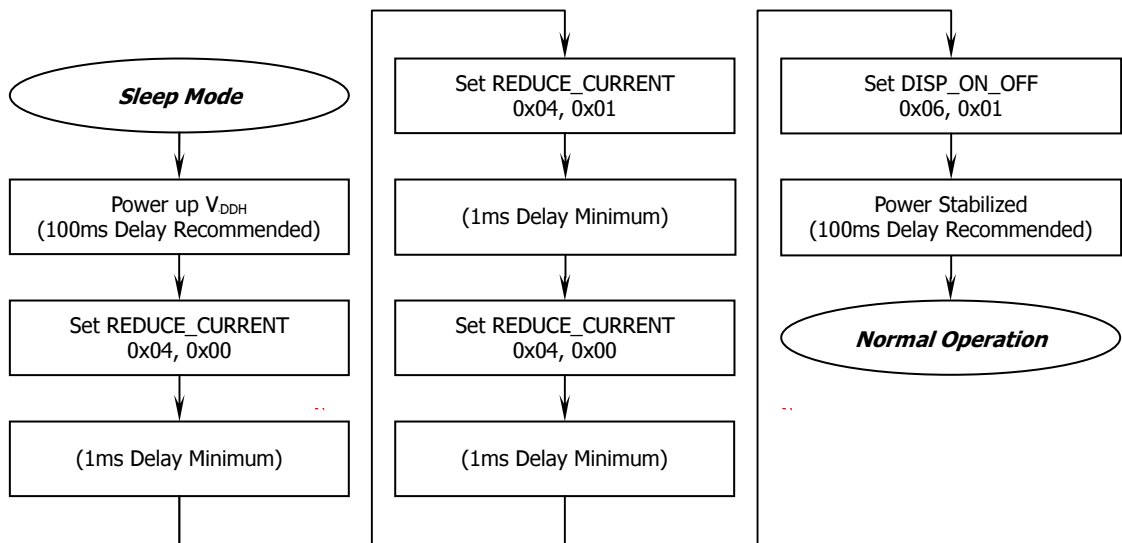 Sleep Mode
Power up VDDH
(100ms Delay Recommended)
Set REDUCE_CURRENT
0x04, 0x00
(1ms Delay Minimum)
Set REDUCE_CURRENT
0x04, 0x01
(1ms Delay Minimum)
Set REDUCE_CURRENT
0x04, 0x00
(1ms Delay Minimum)
Set DISP_ON_OFF
0x06, 0x01
Power Stabilized
(100ms Delay Recommended)
Normal Operation